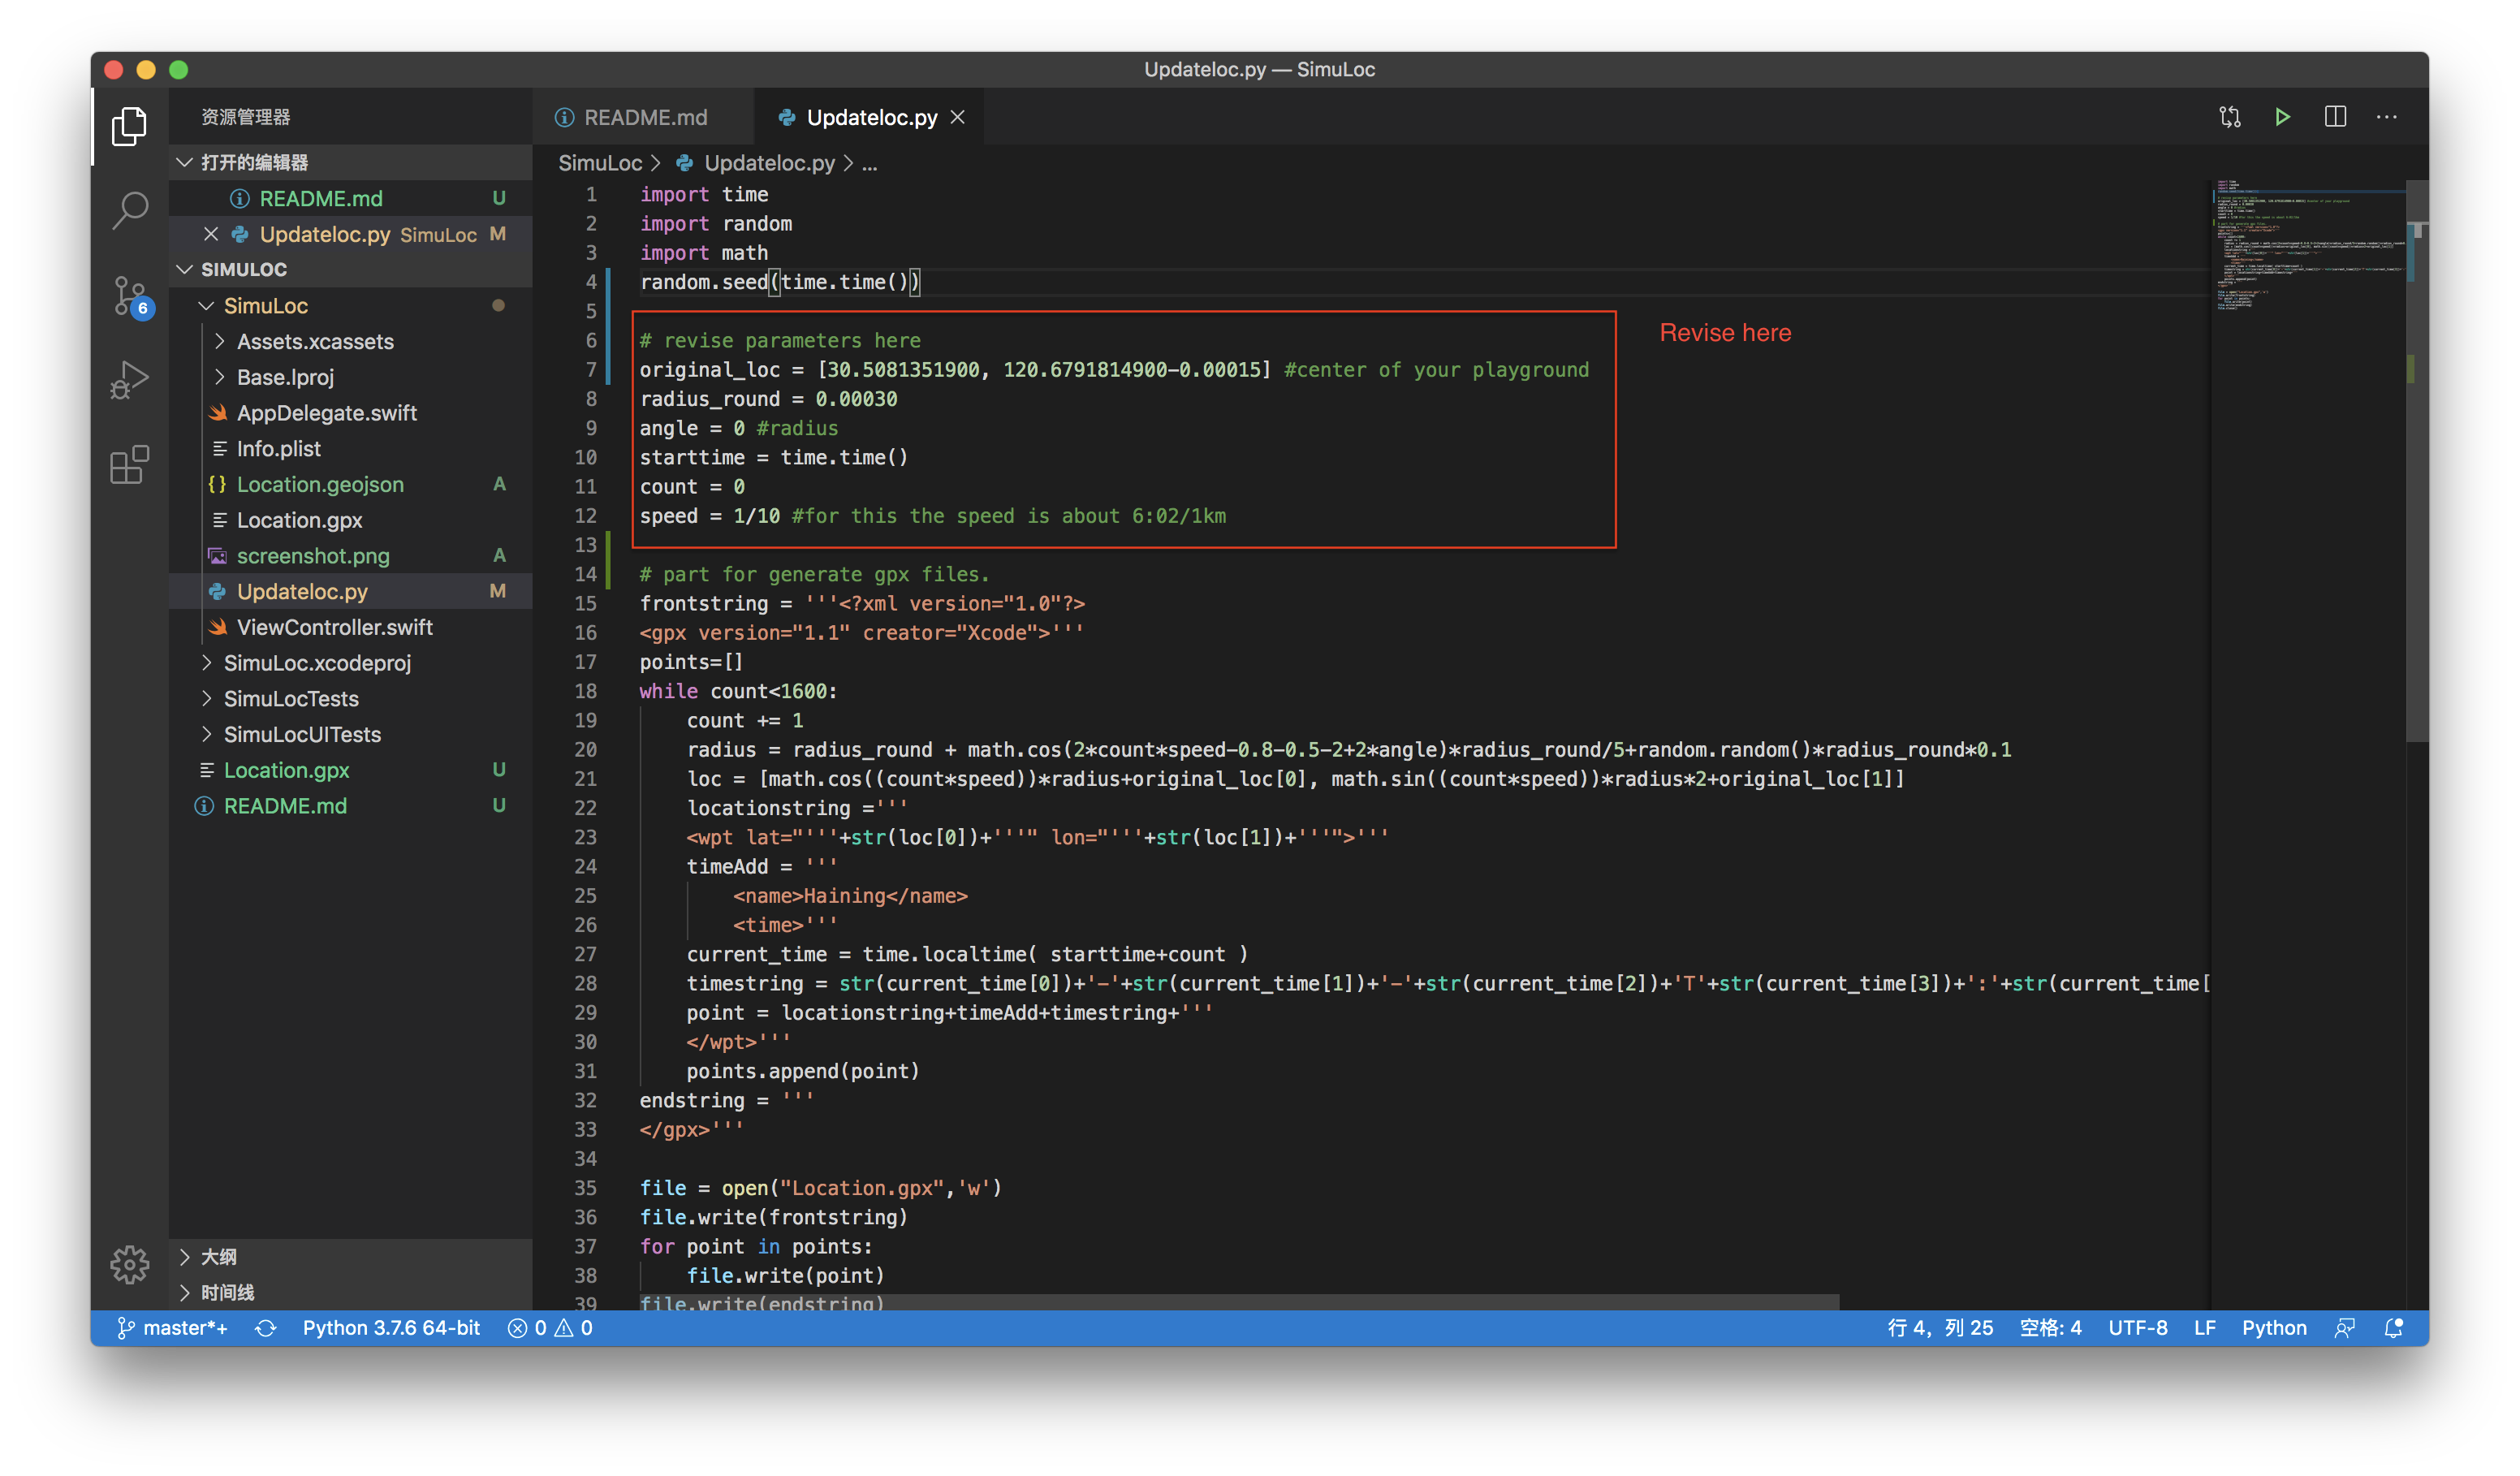 Updateloc.py — SimuLoc
资源管理器
打开的编辑器
README.md U
Updateloc.py SimuLoc M
SIMULOC
SimuLoc
Assets.xcassets
Base.lproj
AppDelegate.swift
Info.plist
{} Location.geojson A
Location.gpx
screenshot.png A
Updateloc.py M
ViewController.swift
SimuLoc.xcodeproj
SimuLocTests
SimuLocUITests
Location.gpx U
README.md U
大纲
时间线
6
README.md
Updateloc.py
SimuLoc > Updateloc.py > ...
1 import time
2 import random
3 import math
4 random.seed(time.time())
5
6 # revise parameters here
7 original_loc = [30.5081351900, 120.6791814900-0.00015] #center of your playground
8 radius_round = 0.00030
9 angle = 0 #radius
10 starttime = time.time()
11 count = 0
12 speed = 1/10 #for this the speed is about 6:02/1km
13
Revise here
14 # part for generate gpx files.
15 frontstring = '''<?xml version="1.0"?>
16 <gpx version="1.1" creator="Xcode">'''
17 points=[]
18 while count<1600:
19 count += 1
20 radius = radius_round + math.cos(2*count*speed-0.8-0.5-2+2*angle)*radius_round/5+random.random()*radius_round*0.1
21 loc = [math.cos((count*speed))*radius+original_loc[0], math.sin((count*speed))*radius*2+original_loc[1]]
22 locationstring ='''
23 <wpt lat="'''+str(loc[0])+'''" lon="'''+str(loc[1])+'''">'''
24 timeAdd = '''
25 <name>Haining</name>
26 <time>'''
27 current_time = time.localtime( starttime+count )
28 timestring = str(current_time[0])+'-'+str(current_time[1])+'-'+str(current_time[2])+'T'+str(current_time[3])+':'+str(current_time[
29 point = locationstring+timeAdd+timestring+'''
30 </wpt>'''
31 points.append(point)
32 endstring = '''
33 </gpx>'''
34
35 file = open("Location.gpx",'w')
36 file.write(frontstring)
37 for point in points:
38 file.write(point)
39 file.write(endstring)
master*+ Python 3.7.6 64-bit 0 0 行 4，列 25 空格: 4 UTF-8 LF Python